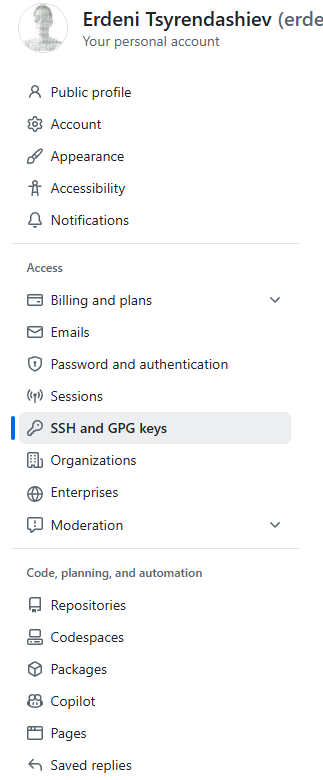 Erdeni Tsyrendashiev (erde
Your personal account
Public profile
Account
Appearance
Accessibility
Notifications
Access
Billing and plans
Emails
Password and authentication
Sessions
SSH and GPG keys
Organizations
Enterprises
Moderation
Code, planning, and automation
Repositories
Codespaces
Packages
Copilot
Pages
Saved replies